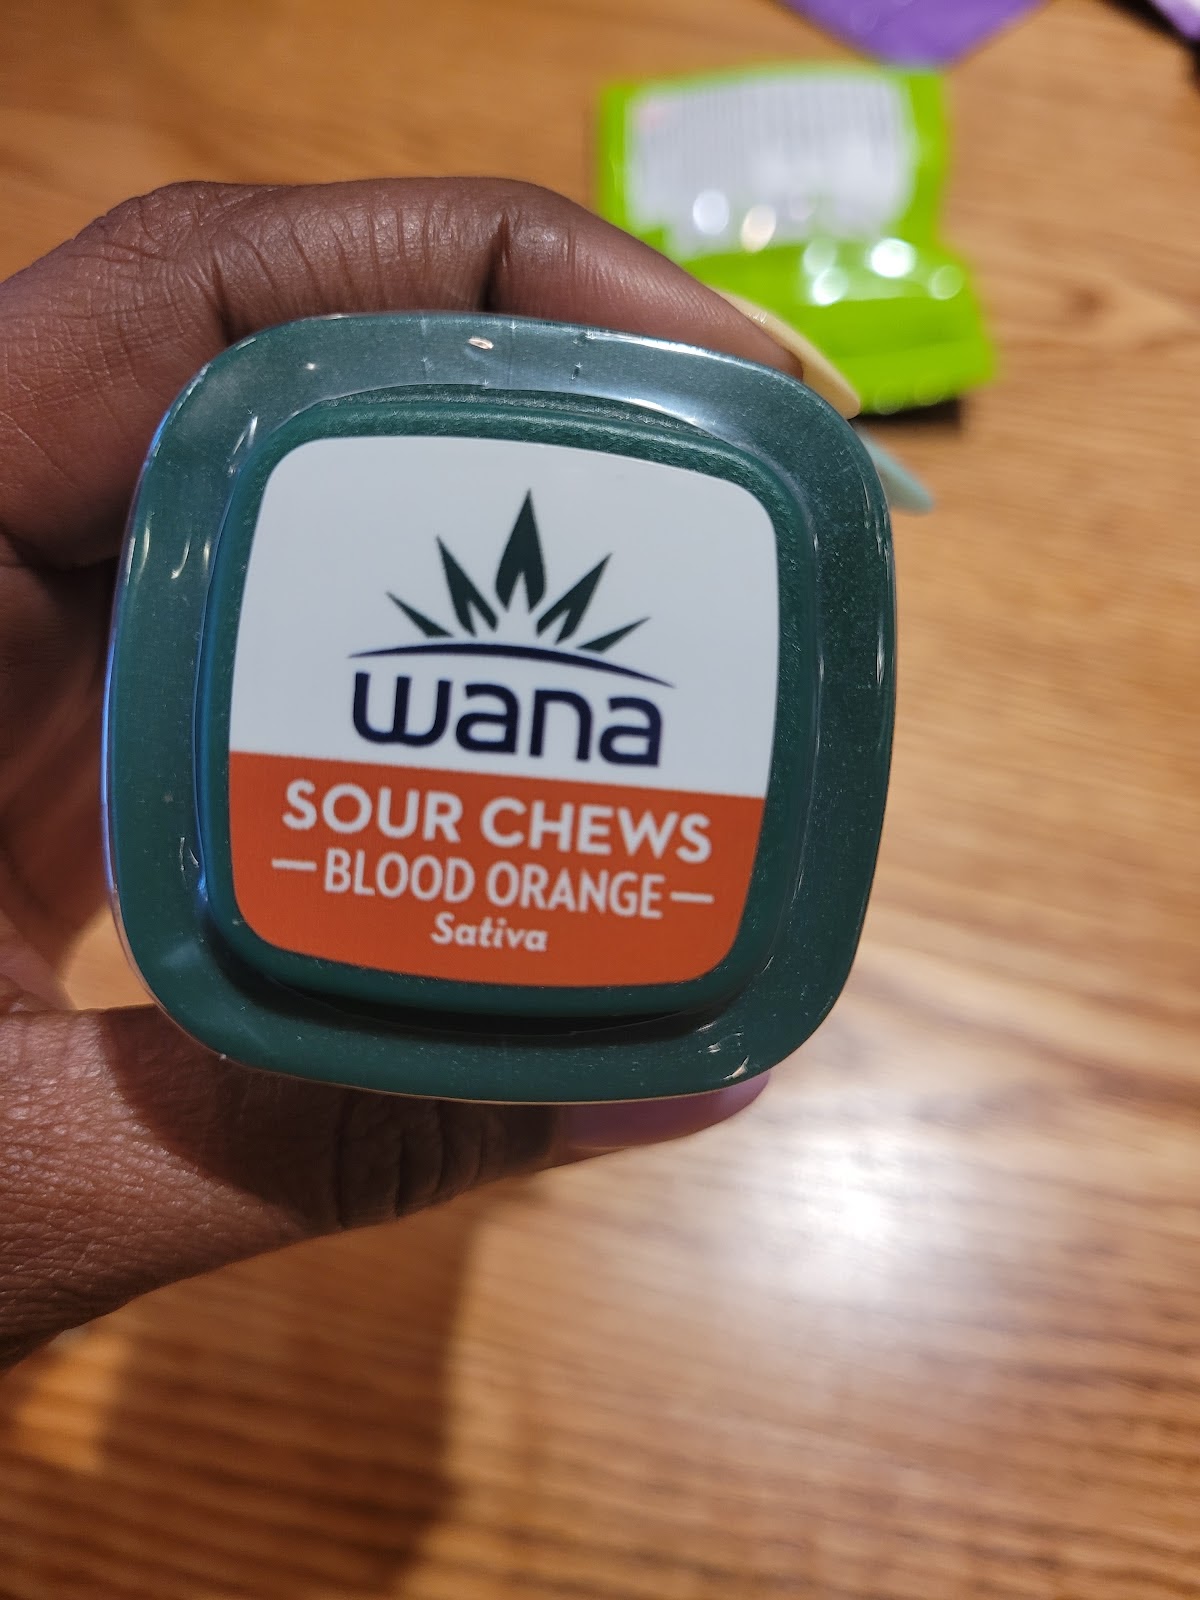 wana
SOUR CHEWS
—BLOOD ORANGE—
Sativa